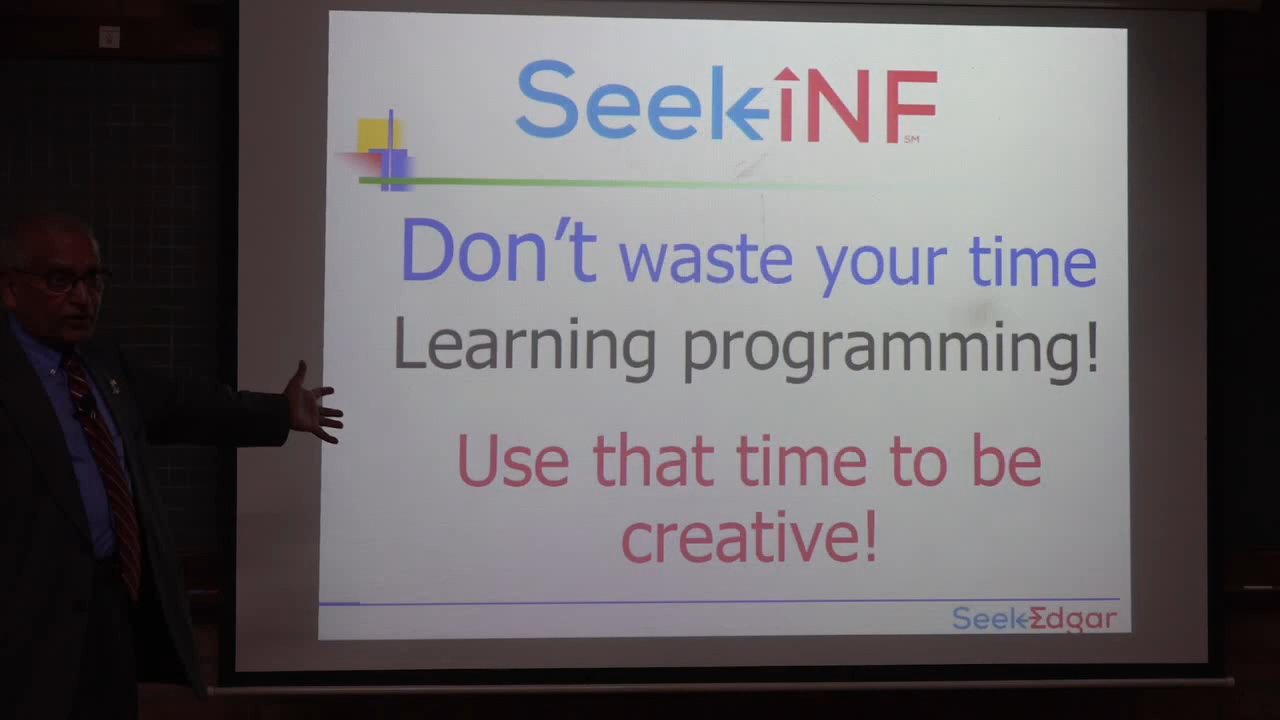 SeekiNF
SM
Don't waste your time
Learning programming!
Use that time to be
creative!
SeekEdgar